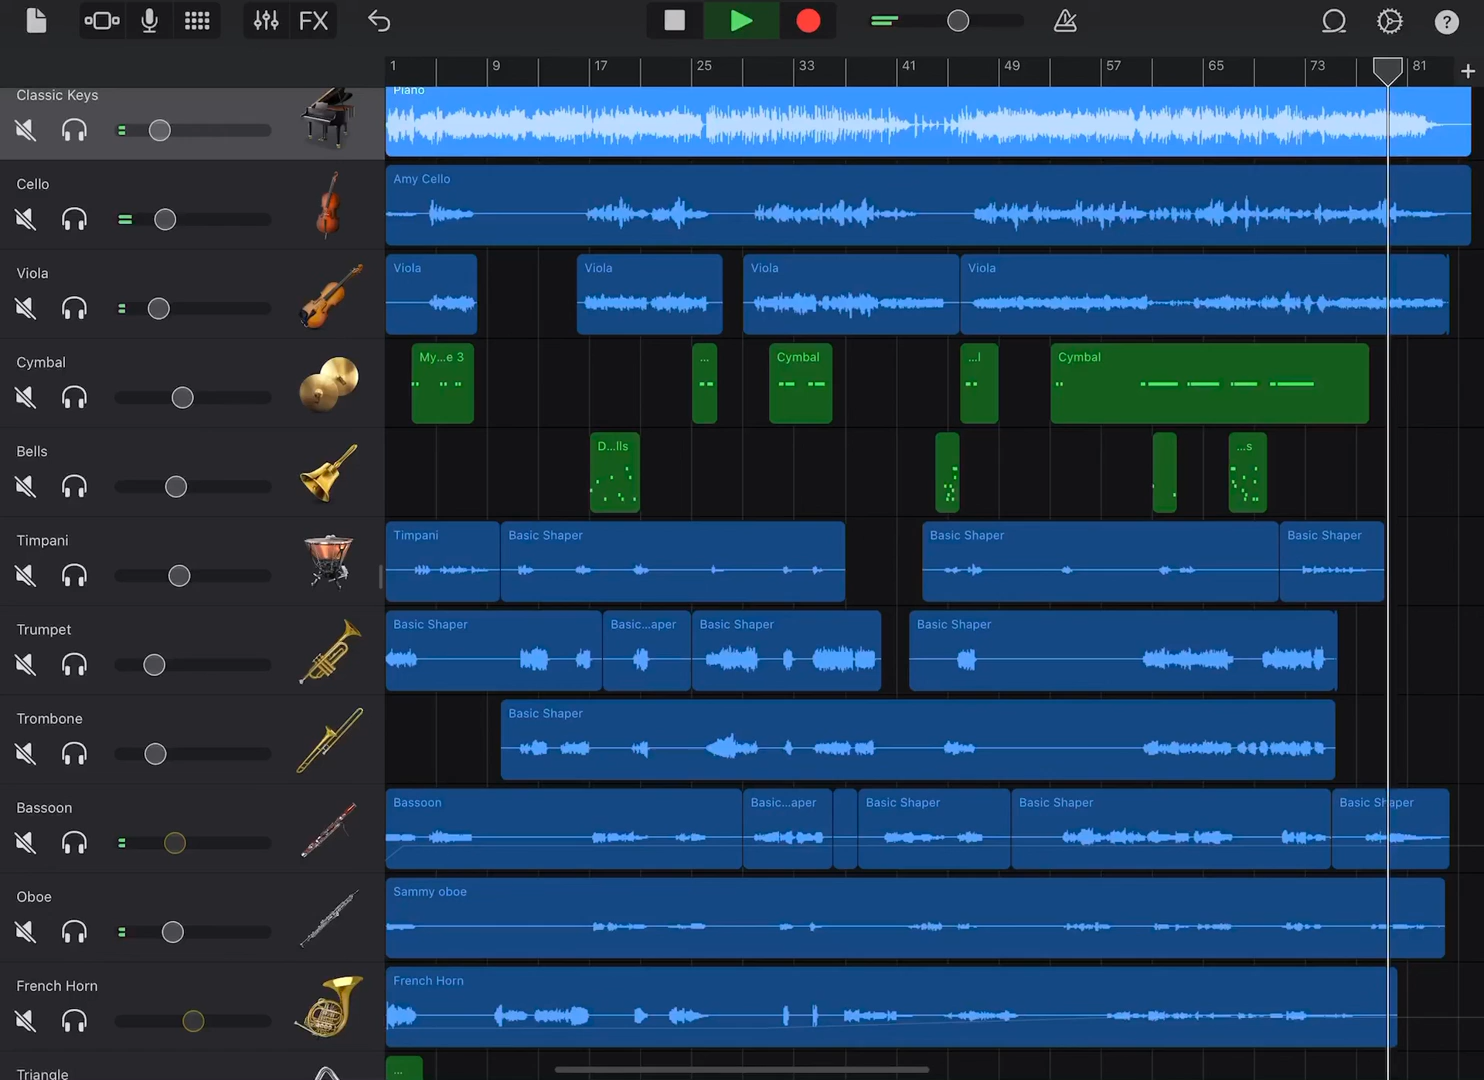 FX
?
1 9 17 25 33 41 49 57 65 73 81 +
Classic Keys
Piano
Cello
Amy Cello
Viola
Viola Viola Viola Viola
Cymbal
My...e 3 ... Cymbal ...l Cymbal
Bells
D...lls ...s
Timpani
Timpani Basic Shaper Basic Shaper Basic Shaper
Trumpet
Basic Shaper Basic...aper Basic Shaper Basic Shaper
Trombone
Basic Shaper
Bassoon
Bassoon Basic...aper Basic Shaper Basic Shaper Basic Shaper
Oboe
Sammy oboe
French Horn
French Horn
Triangle
...